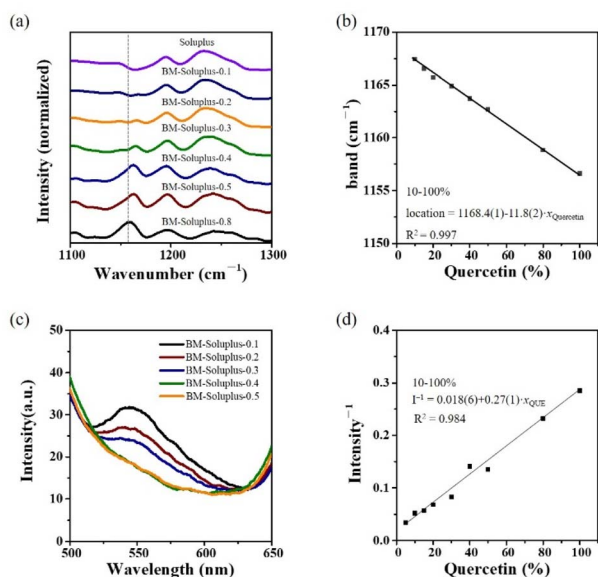 (a)
Soluplus
BM-Soluplus-0.1
BM-Soluplus-0.2
BM-Soluplus-0.3
BM-Soluplus-0.4
BM-Soluplus-0.5
BM-Soluplus-0.8
Intensity (normalized)
1100 1200 1300
Wavenumber (cm⁻¹)
(b)
1170
1165
1160
1155
1150
band (cm⁻¹)
10-100%
location = 1168.4(1)-11.8(2)·xQuercetin
R² = 0.997
0 20 40 60 80 100
Quercetin (%)
(c)
50
40
30
20
10
0
Intensity(a.u.)
BM-Soluplus-0.1
BM-Soluplus-0.2
BM-Soluplus-0.3
BM-Soluplus-0.4
BM-Soluplus-0.5
500 550 600 650
Wavelength (nm)
(d)
0.4
0.3
0.2
0.1
0.0
Intensity⁻¹
10-100%
I⁻¹ = 0.018(6)+0.27(1)·xQUE
R² = 0.984
0 20 40 60 80 100
Quercetin (%)